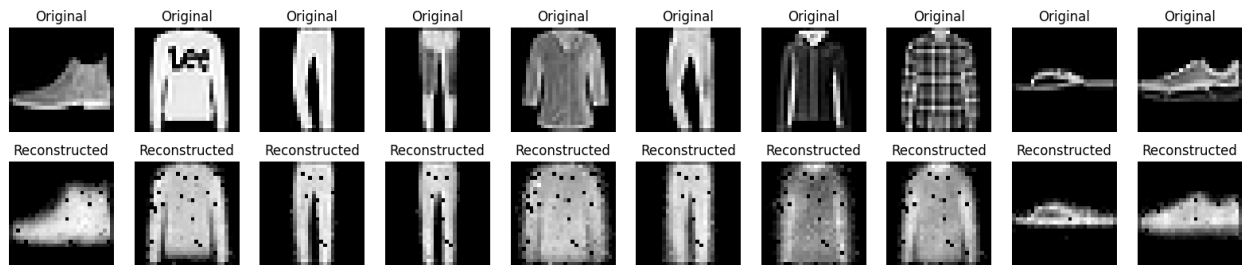 Original Original Original Original Original Original Original Original Original Original
Lee
Reconstructed Reconstructed Reconstructed Reconstructed Reconstructed Reconstructed Reconstructed Reconstructed Reconstructed Reconstructed